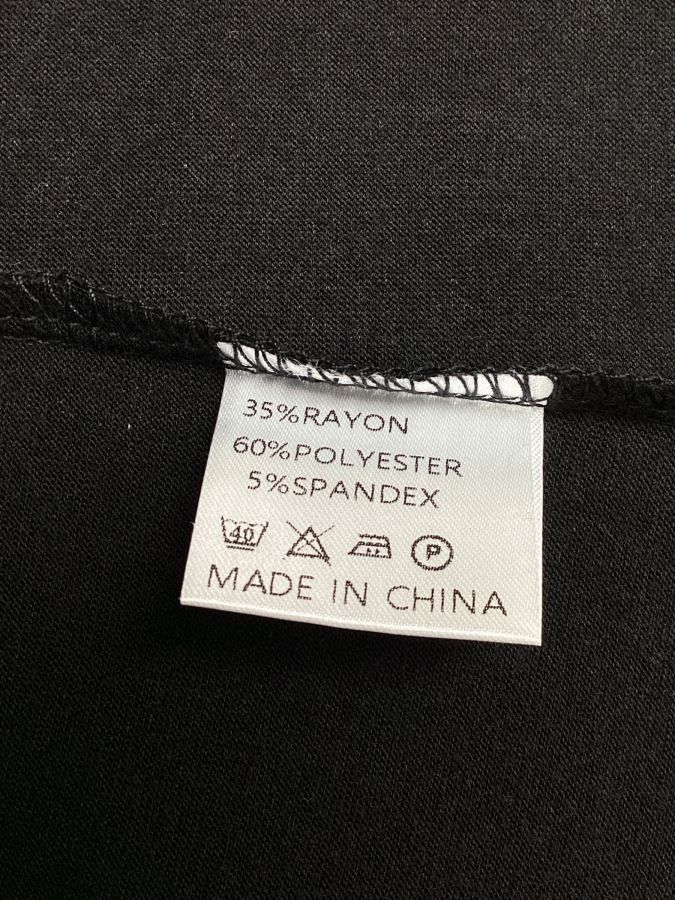 35%RAYON
60%POLYESTER
5%SPANDEX
40 P
MADE IN CHINA